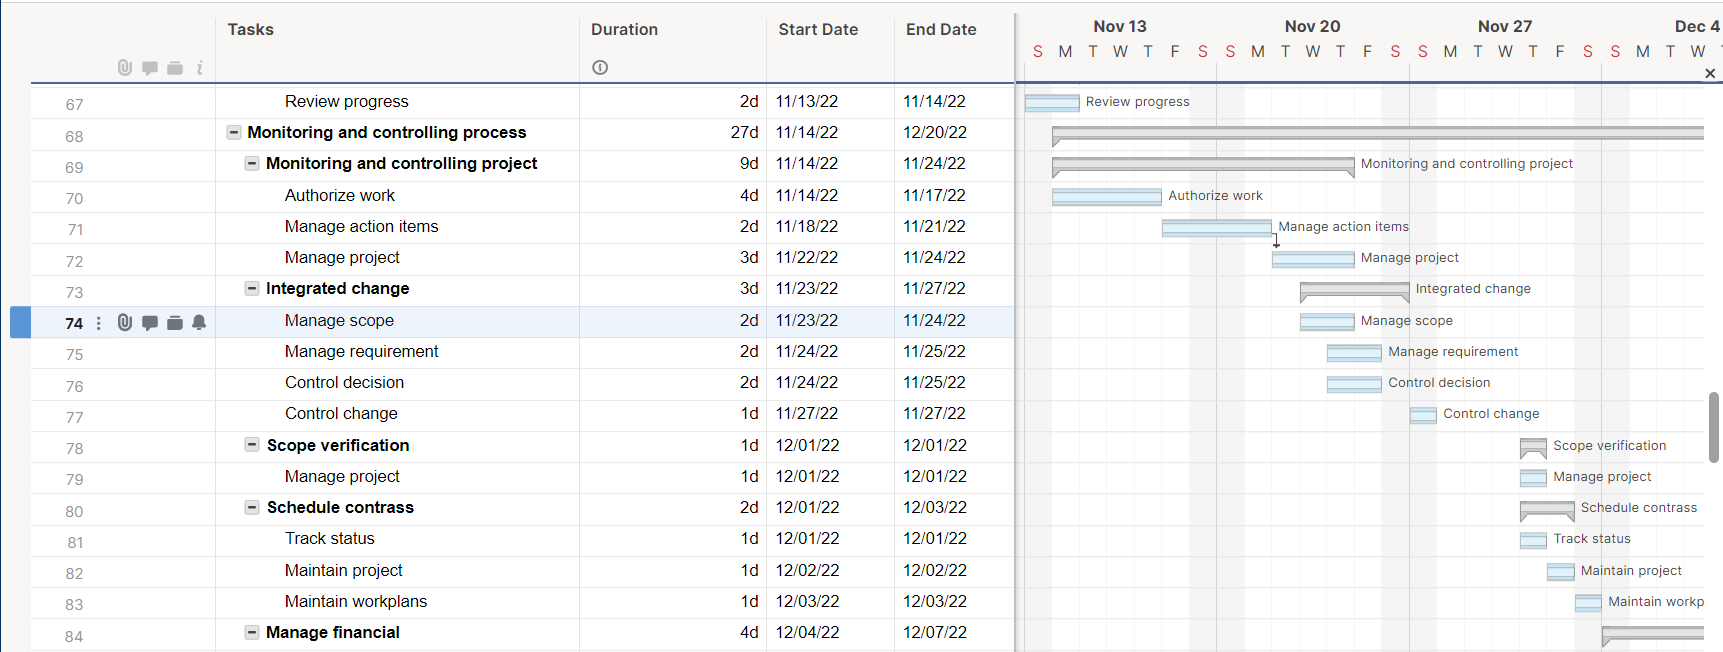 Tasks Duration Start Date End Date Nov 13 Nov 20 Nov 27 Dec 4
S M T W T F S S M T W T F S S M T W T F S S M T W
67 Review progress 2d 11/13/22 11/14/22 Review progress
68 Monitoring and controlling process 27d 11/14/22 12/20/22
69 Monitoring and controlling project 9d 11/14/22 11/24/22 Monitoring and controlling project
70 Authorize work 4d 11/14/22 11/17/22 Authorize work
71 Manage action items 2d 11/18/22 11/21/22 Manage action items
72 Manage project 3d 11/22/22 11/24/22 Manage project
73 Integrated change 3d 11/23/22 11/27/22 Integrated change
74 Manage scope 2d 11/23/22 11/24/22 Manage scope
75 Manage requirement 2d 11/24/22 11/25/22 Manage requirement
76 Control decision 2d 11/24/22 11/25/22 Control decision
77 Control change 1d 11/27/22 11/27/22 Control change
78 Scope verification 1d 12/01/22 12/01/22 Scope verification
79 Manage project 1d 12/01/22 12/01/22 Manage project
80 Schedule contrass 2d 12/01/22 12/03/22 Schedule contrass
81 Track status 1d 12/01/22 12/01/22 Track status
82 Maintain project 1d 12/02/22 12/02/22 Maintain project
83 Maintain workplans 1d 12/03/22 12/03/22 Maintain workp
84 Manage financial 4d 12/04/22 12/07/22